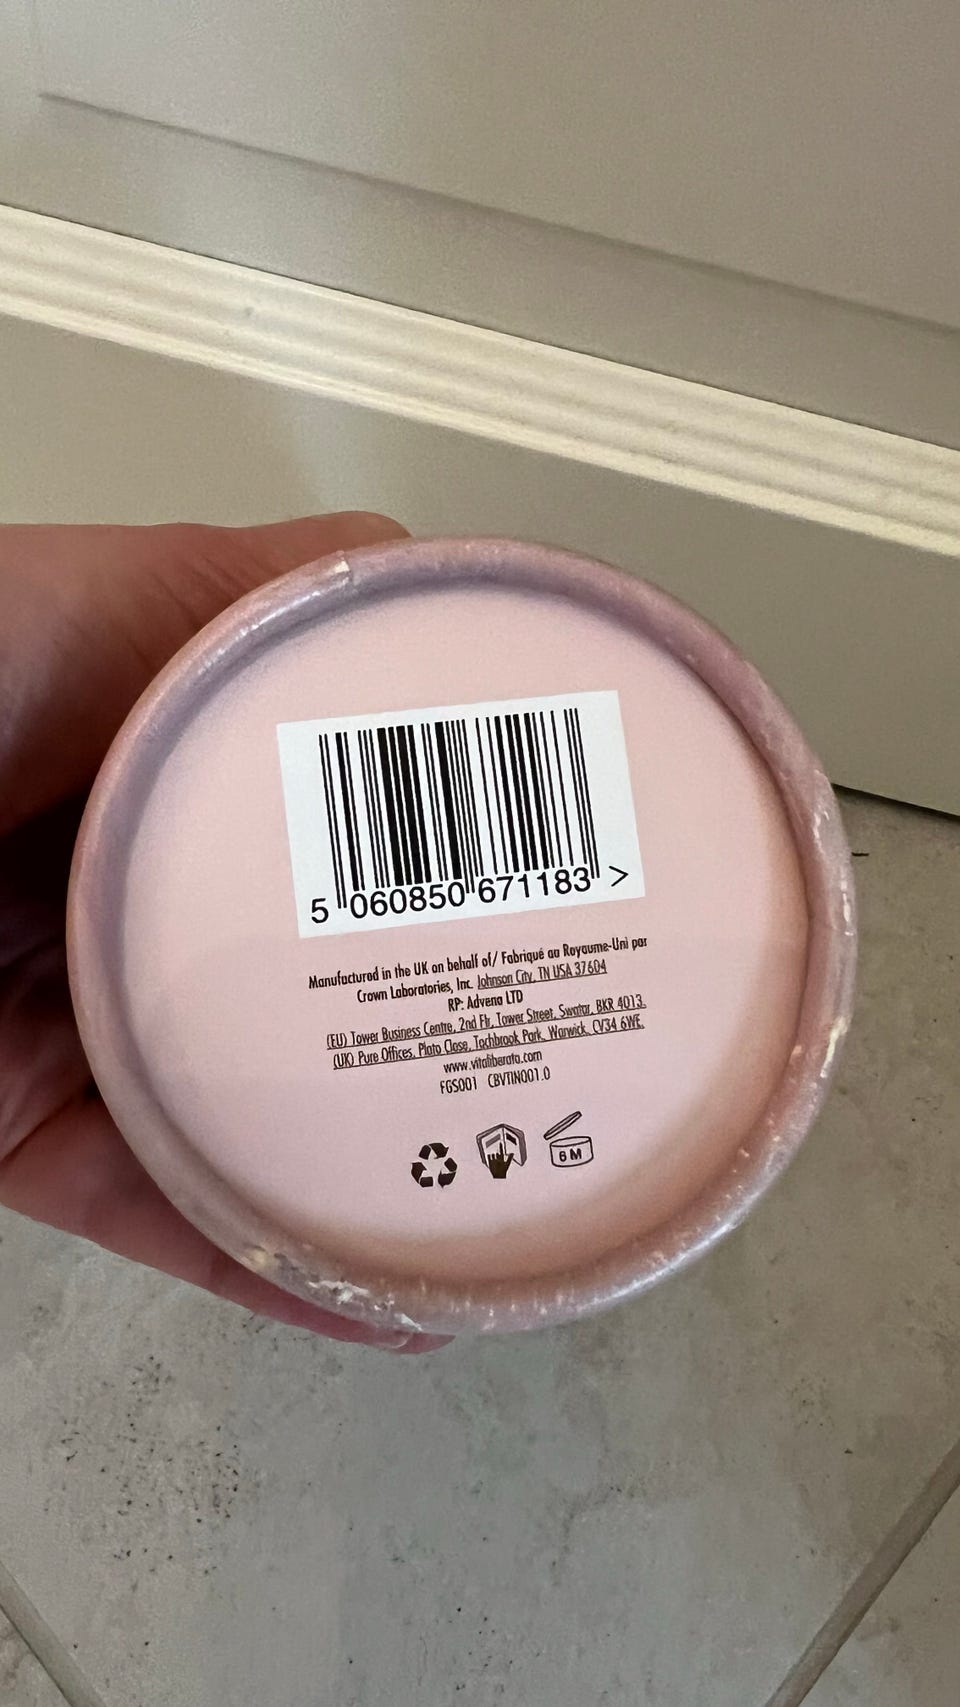 5 060850 671183 >
Manufactured in the UK on behalf of/ Fabriqué au Royaume-Uni par
Crown Laboratories, Inc. Johnson City, TN USA 37604
RP: Advena LTD
(EU) Tower Business Centre, 2nd Flr, Tower Street, Swatar, BKR 4013.
(UK) Pure Offices, Plato Close, Tachbrook Park, Warwick, CV34 6WE.
www.vitaliberata.com
FGS001 CBVTIN001.0
6 M